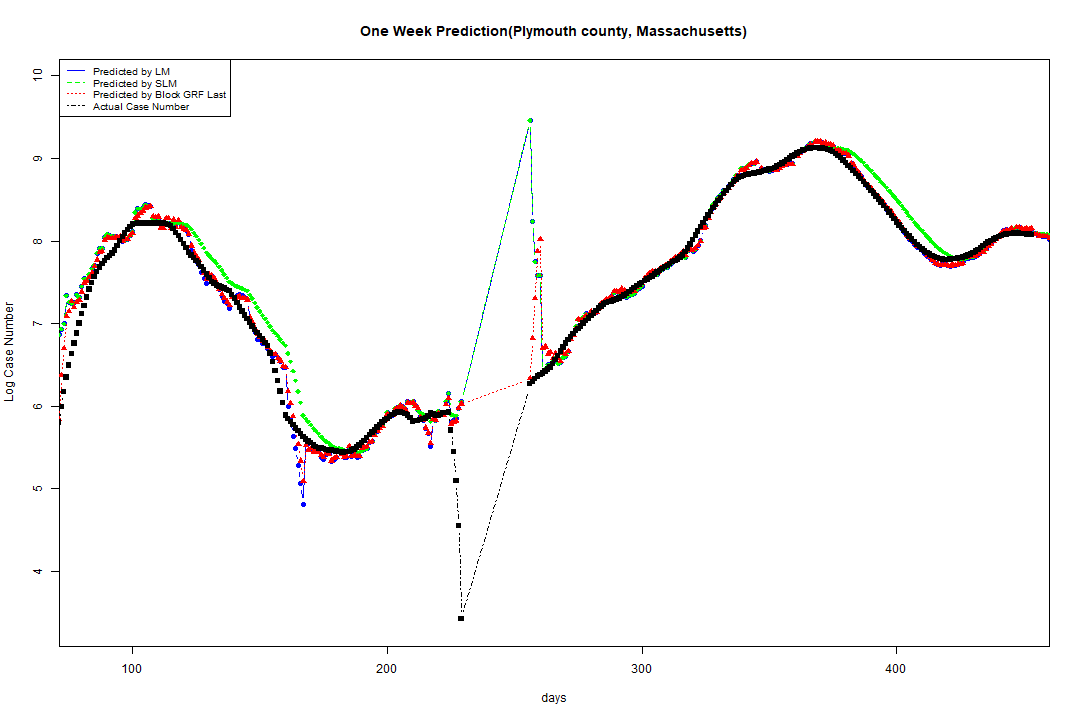 One Week Prediction(Plymouth county, Massachusetts)
Predicted by LM
Predicted by SLM
Predicted by Block GRF Last
Actual Case Number
10
9
8
7
6
5
4
Log Case Number
100 200 300 400
days